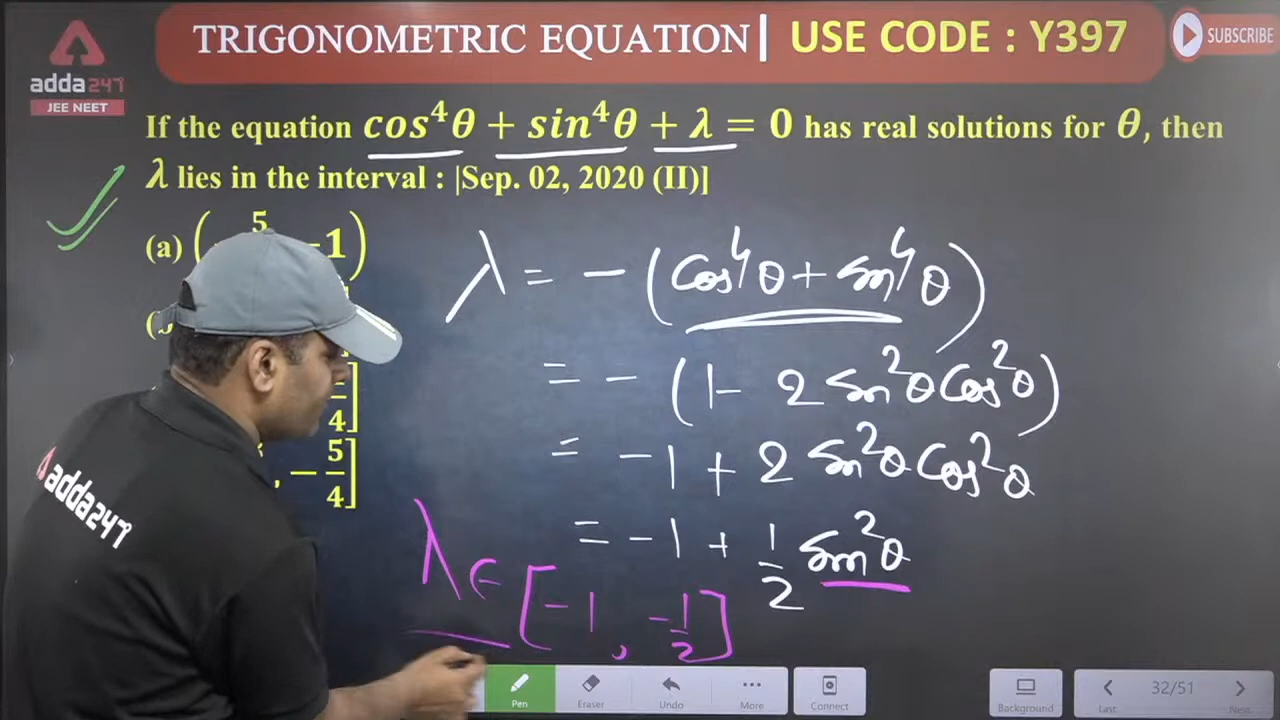 TRIGONOMETRIC EQUATION| USE CODE : Y397
SUBSCRIBE
adda247
JEE NEET
If the equation cos⁴θ + sin⁴θ + λ = 0 has real solutions for θ, then
λ lies in the interval : |Sep. 02, 2020 (II)]
(a) ( 5 -1)
λ = - (cos⁴θ + sin⁴θ)
= - (1- 2 sin²θ cos²θ)
4]
= -1 + 2 sin²θ cos²θ
, -5/4]
= -1 + 1/2 sin²θ
λ ∈ [-1, -1/2]
adda247
Pen
Eraser
Undo
More
Connect
Background
Last
32/51
Next